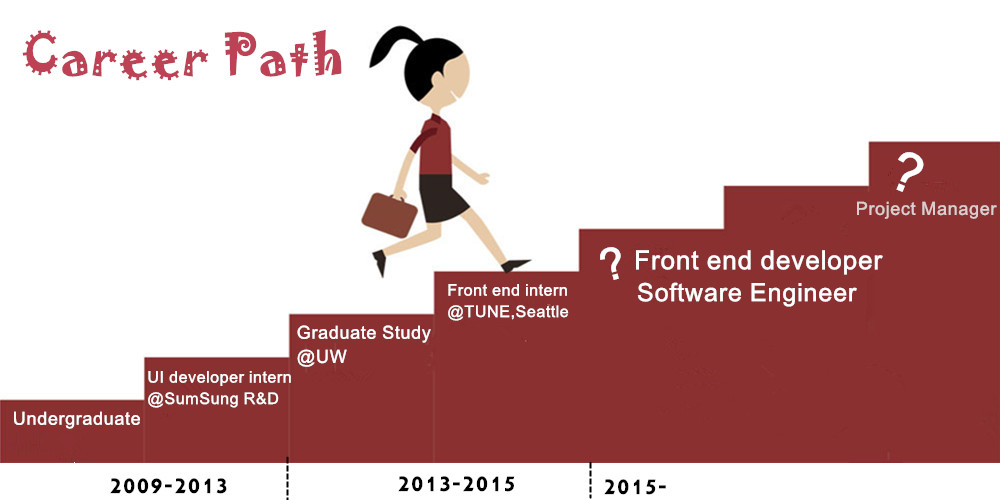 Career Path
?
Project Manager
? Front end developer
Software Engineer
Front end intern
@TUNE,Seattle
Graduate Study
@UW
UI developer intern
@SumSung R&D
Undergraduate
2009-2013
2013-2015
2015-